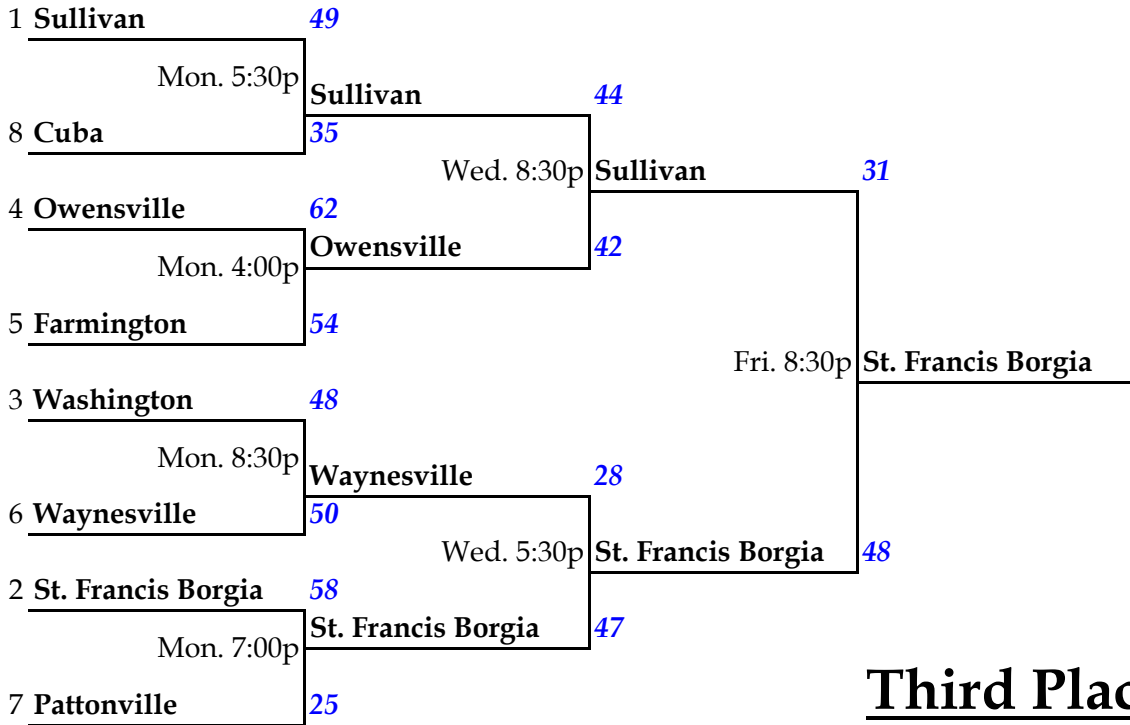 1 Sullivan 49
Mon. 5:30p
Sullivan 44
8 Cuba 35
Wed. 8:30p Sullivan 31
4 Owensville 62
Owensville 42
Mon. 4:00p
5 Farmington 54
Fri. 8:30p St. Francis Borgia
3 Washington 48
Mon. 8:30p
Waynesville 28
6 Waynesville 50
Wed. 5:30p St. Francis Borgia 48
2 St. Francis Borgia 58
St. Francis Borgia 47
Mon. 7:00p
7 Pattonville 25
Third Plac